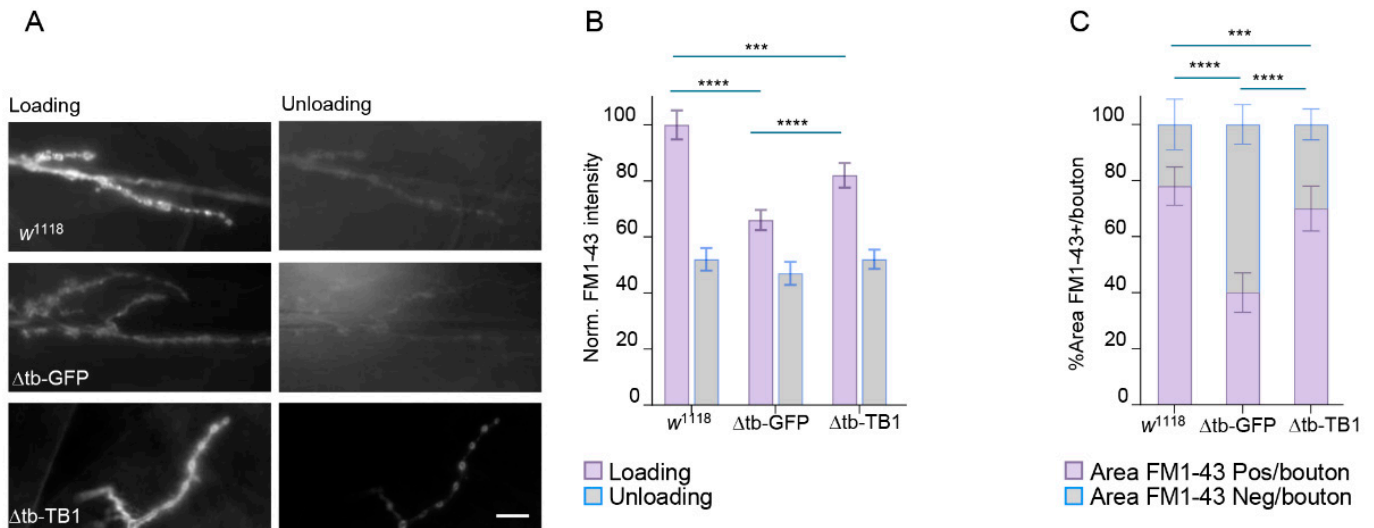 A
Loading
Unloading
w1118
Δtb-GFP
Δtb-TB1
B
***
****
****
Norm. FM1-43 intensity
100
80
60
40
20
0
w1118
Δtb-GFP
Δtb-TB1
Loading
Unloading
C
***
****
****
%Area FM1-43+/bouton
100
80
60
40
20
0
w1118
Δtb-GFP
Δtb-TB1
Area FM1-43 Pos/bouton
Area FM1-43 Neg/bouton